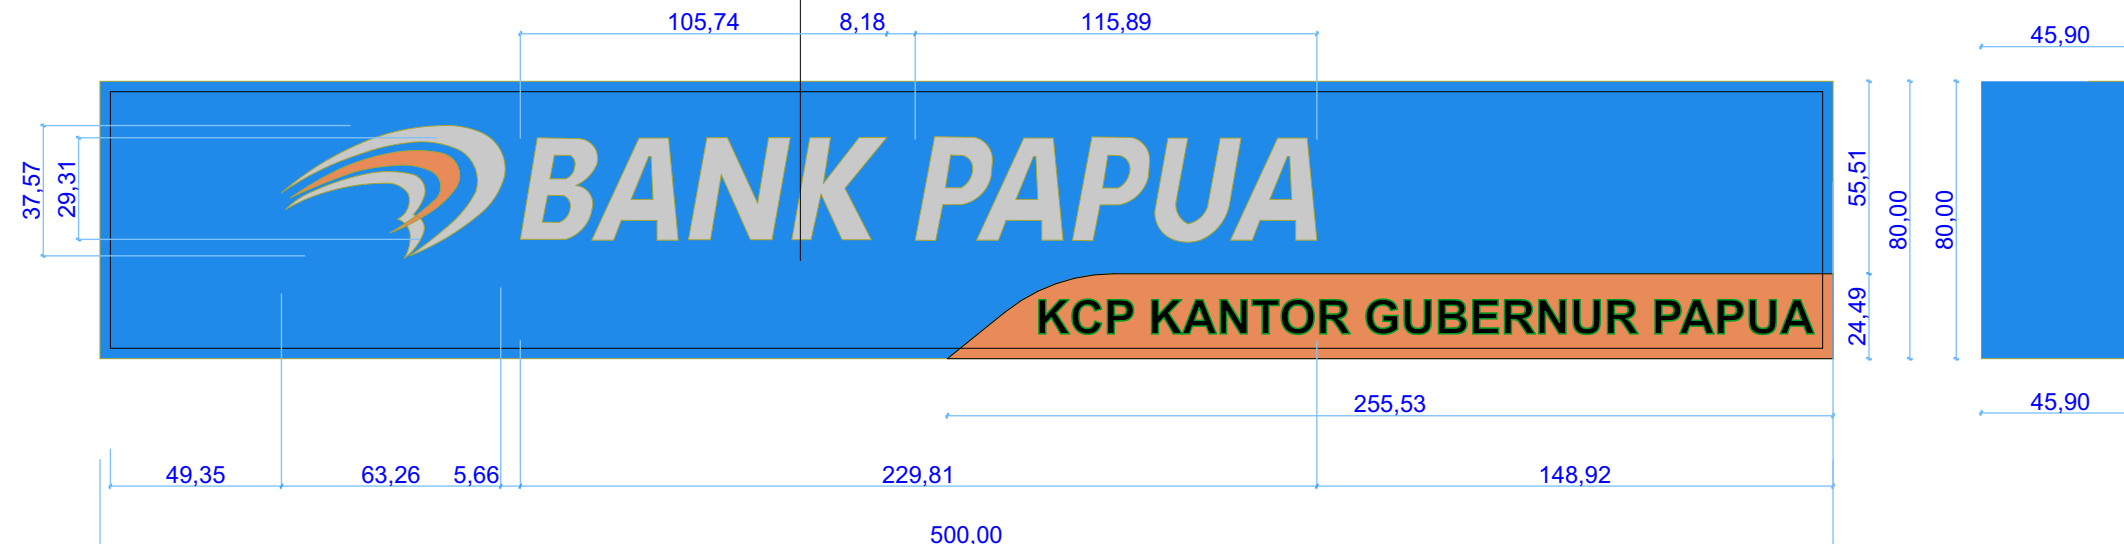 105,74 8,18 115,89 45,90
37,57 29,31 BANK PAPUA 55,51 80,00 80,00
KCP KANTOR GUBERNUR PAPUA 24,49
255,53 45,90
49,35 63,26 5,66 229,81 148,92
500,00